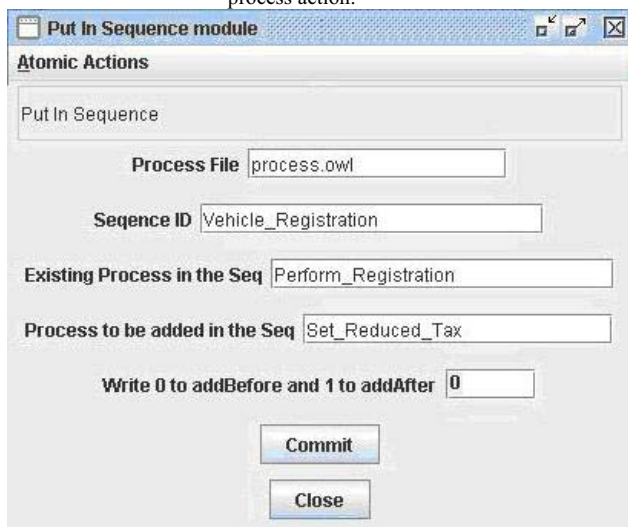 process action.
Put In Sequence module
Atomic Actions
Put In Sequence
Process File process.owl
Seqence ID Vehicle_Registration
Existing Process in the Seq Perform_Registration
Process to be added in the Seq Set_Reduced_Tax
Write 0 to addBefore and 1 to addAfter 0
Commit
Close